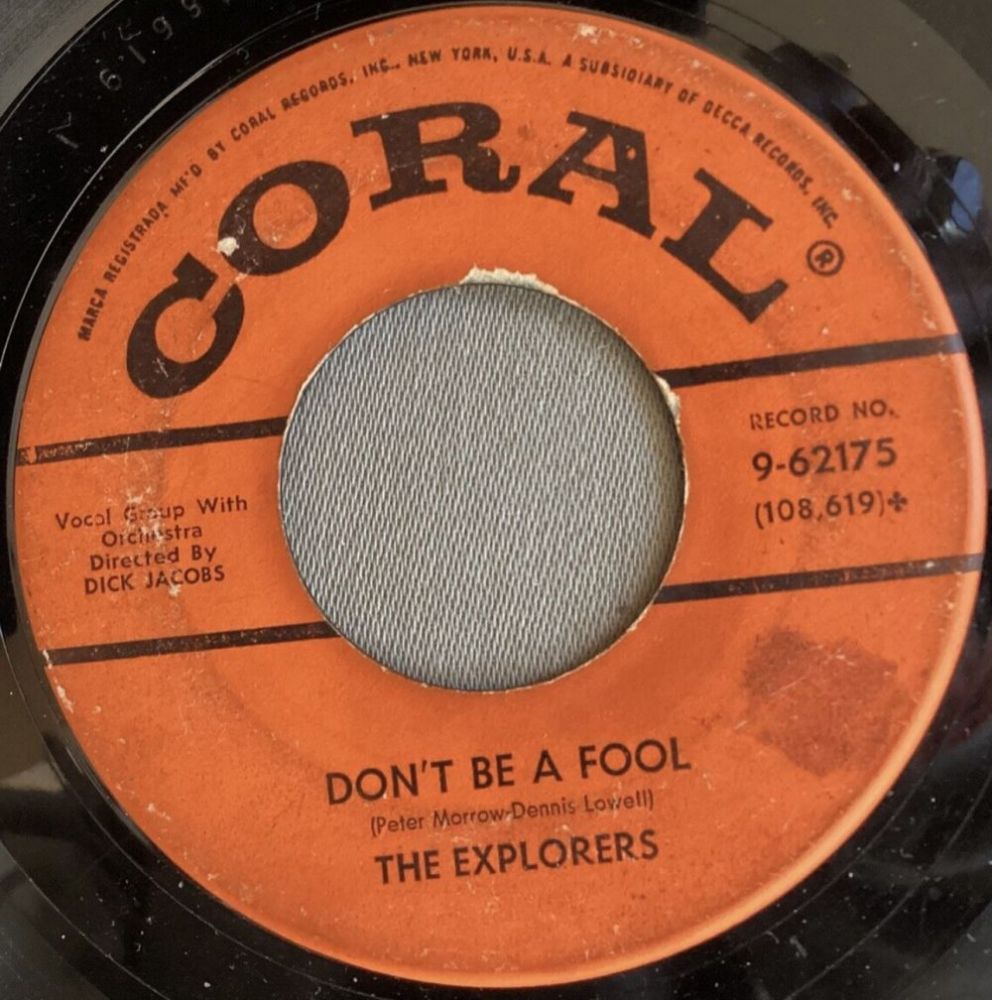 MARCA REGISTRADA MF'D BY CORAL RECORDS, INC., NEW YORK, U.S.A. A SUBSIDIARY OF DECCA RECORDS, INC.
CORAL®
RECORD NO.
9-62175
(108,619)✤
Vocal Group With
Orchestra
Directed By
DICK JACOBS
DON'T BE A FOOL
(Peter Morrow-Dennis Lowell)
THE EXPLORERS